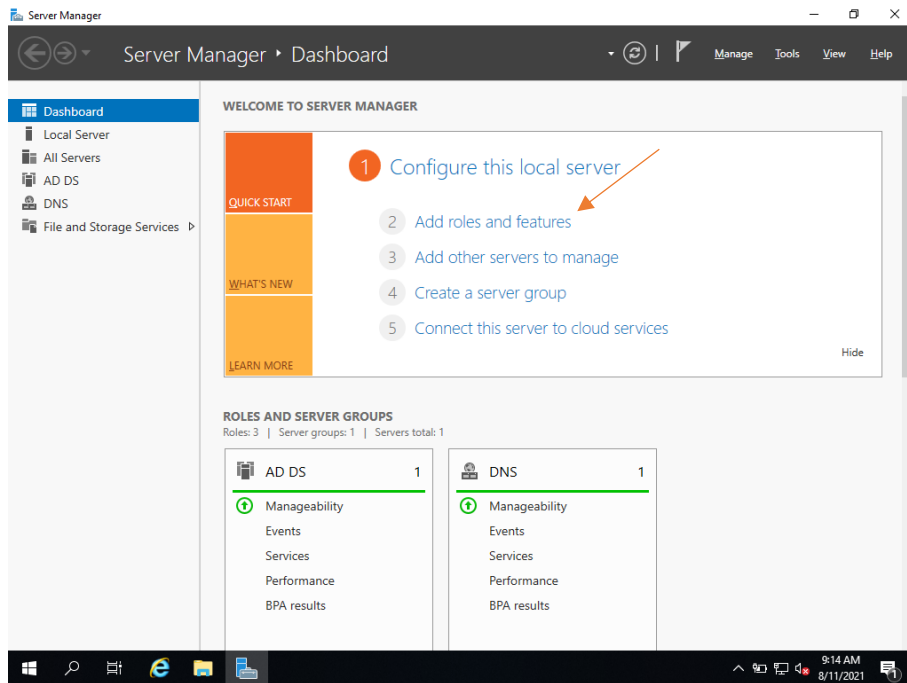 Server Manager
Server Manager ‣ Dashboard
Manage Tools View Help
Dashboard
Local Server
All Servers
AD DS
DNS
File and Storage Services
WELCOME TO SERVER MANAGER
QUICK START
WHAT'S NEW
LEARN MORE
1 Configure this local server
2 Add roles and features
3 Add other servers to manage
4 Create a server group
5 Connect this server to cloud services
Hide
ROLES AND SERVER GROUPS
Roles: 3 | Server groups: 1 | Servers total: 1
AD DS 1
Manageability
Events
Services
Performance
BPA results
DNS 1
Manageability
Events
Services
Performance
BPA results
9:14 AM
8/11/2021
1